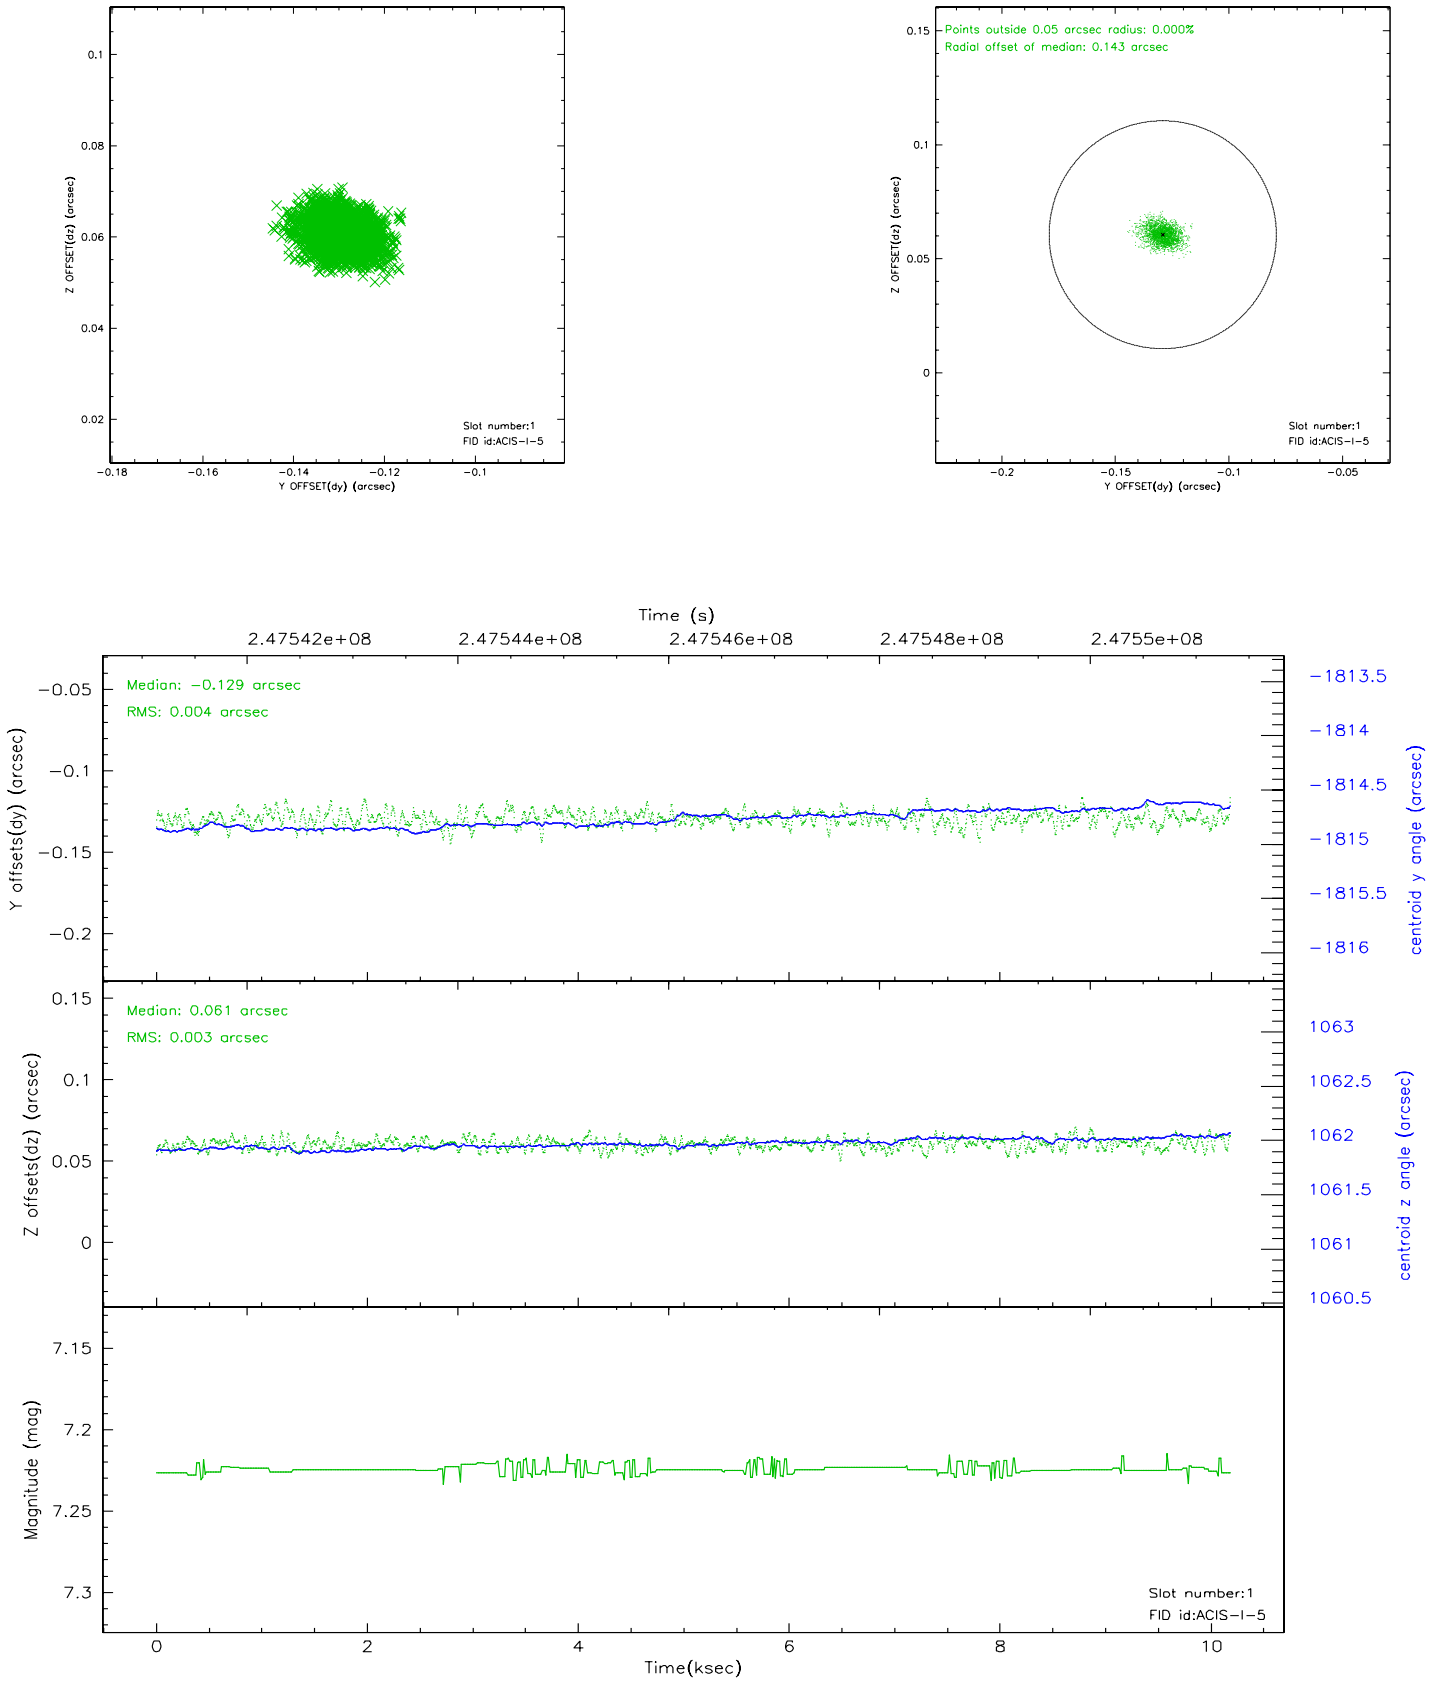 0.1
0.08
0.06
0.04
0.02
Z OFFSET(dz) (arcsec)
Slot number:1
FID id:ACIS-I-5
-0.18 -0.16 -0.14 -0.12 -0.1
Y OFFSET(dy) (arcsec)
Points outside 0.05 arcsec radius: 0.000%
Radial offset of median: 0.143 arcsec
0.15
0.1
0.05
0
Z OFFSET(dz) (arcsec)
Slot number:1
FID id:ACIS-I-5
-0.2 -0.15 -0.1 -0.05
Y OFFSET(dy) (arcsec)
Time (s)
2.47542e+08 2.47544e+08 2.47546e+08 2.47548e+08 2.4755e+08
Median: -0.129 arcsec
RMS: 0.004 arcsec
-0.05
-0.1
-0.15
-0.2
Y offsets(dy) (arcsec)
-1813.5
-1814
-1814.5
-1815
-1815.5
-1816
centroid y angle (arcsec)
Median: 0.061 arcsec
RMS: 0.003 arcsec
0.15
0.1
0.05
0
Z offsets(dz) (arcsec)
1063
1062.5
1062
1061.5
1061
1060.5
centroid z angle (arcsec)
7.15
7.2
7.25
7.3
Magnitude (mag)
Slot number:1
FID id:ACIS-I-5
0 2 4 6 8 10
Time(ksec)